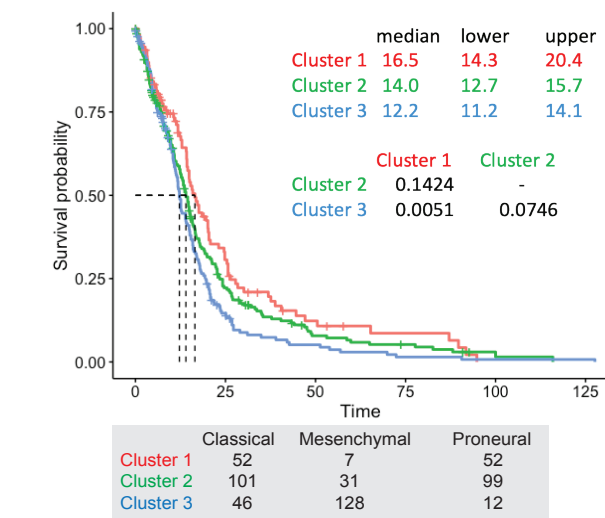 median lower upper
Cluster 1 16.5 14.3 20.4
Cluster 2 14.0 12.7 15.7
Cluster 3 12.2 11.2 14.1
Cluster 1 Cluster 2
Cluster 2 0.1424 -
Cluster 3 0.0051 0.0746
Survival probability
1.00
0.75
0.50
0.25
0.00
0 25 50 75 100 125
Time
Classical Mesenchymal Proneural
Cluster 1 52 7 52
Cluster 2 101 31 99
Cluster 3 46 128 12